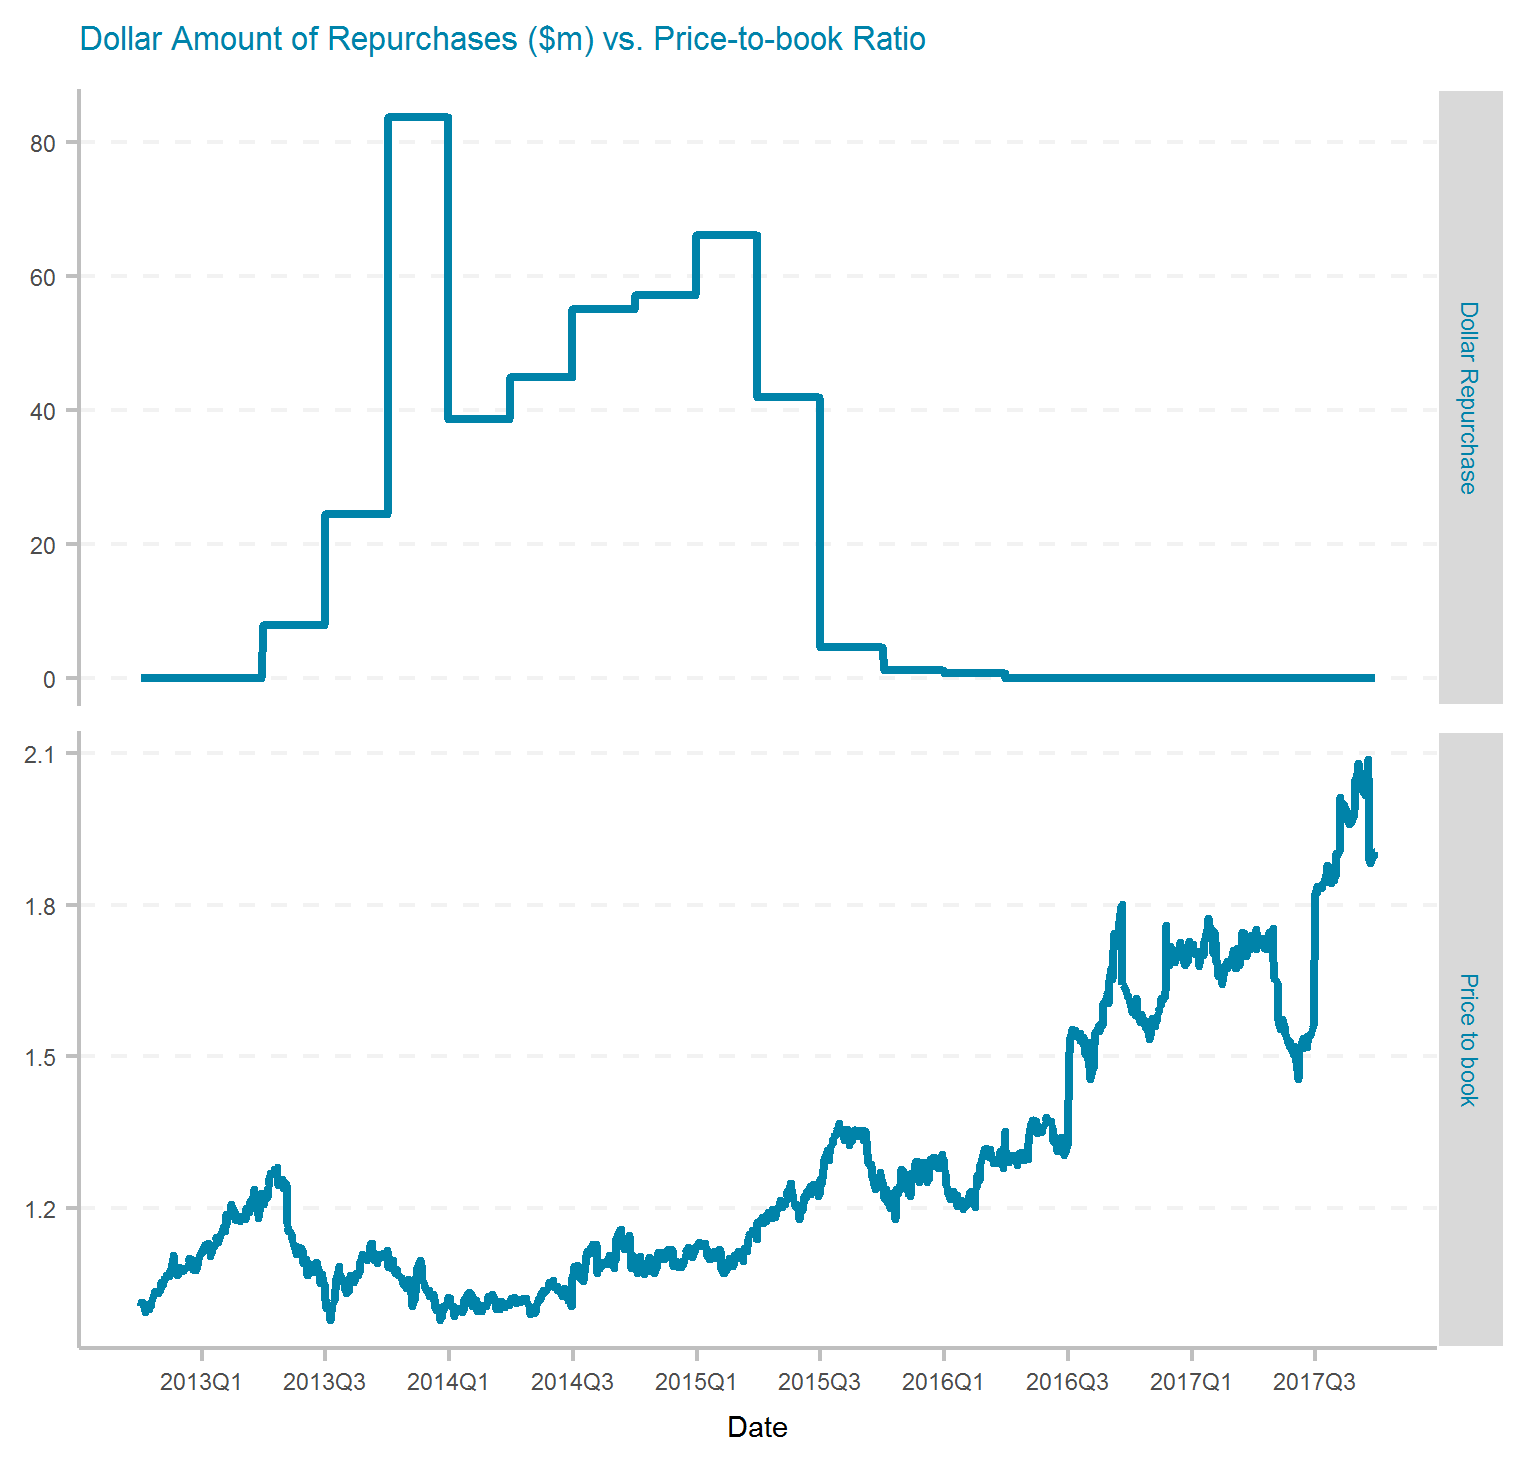 Dollar Amount of Repurchases ($m) vs. Price-to-book Ratio
80
60
40
20
0
Dollar Repurchase
2.1
1.8
1.5
1.2
Price to book
2013Q1 2013Q3 2014Q1 2014Q3 2015Q1 2015Q3 2016Q1 2016Q3 2017Q1 2017Q3
Date